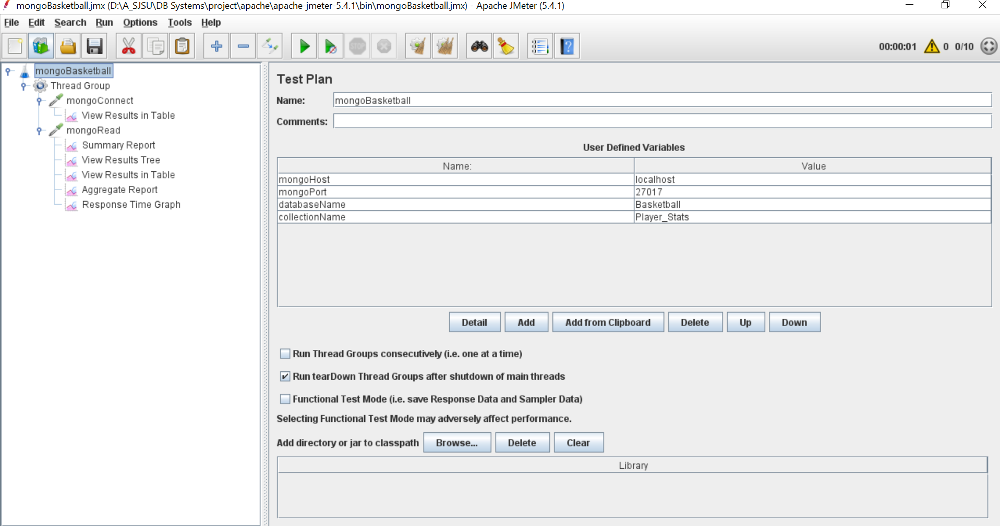 mongoBasketball.jmx (D:\A_SJSU\DB Systems\project\apache\apache-jmeter-5.4.1\bin\mongoBasketball.jmx) - Apache JMeter (5.4.1)
File Edit Search Run Options Tools Help
STOP
00:00:01 0 0/10
mongoBasketball
Thread Group
mongoConnect
View Results in Table
mongoRead
Summary Report
View Results Tree
View Results in Table
Aggregate Report
Response Time Graph
Test Plan
Name: mongoBasketball
Comments:
User Defined Variables
Name: Value
mongoHost localhost
mongoPort 27017
databaseName Basketball
collectionName Player_Stats
Detail Add Add from Clipboard Delete Up Down
Run Thread Groups consecutively (i.e. one at a time)
Run tearDown Thread Groups after shutdown of main threads
Functional Test Mode (i.e. save Response Data and Sampler Data)
Selecting Functional Test Mode may adversely affect performance.
Add directory or jar to classpath Browse... Delete Clear
Library